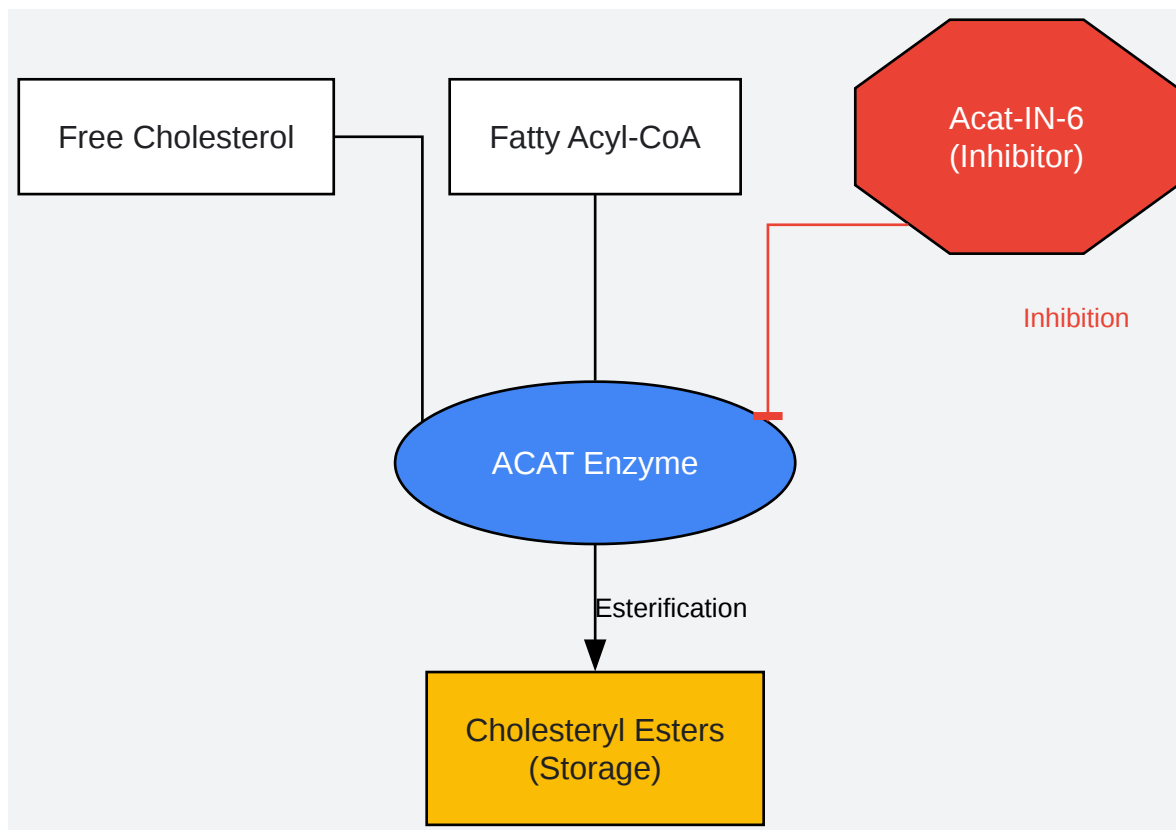 Free Cholesterol
Fatty Acyl-CoA
Acat-IN-6
(Inhibitor)
Inhibition
ACAT Enzyme
Esterification
Cholesteryl Esters
(Storage)